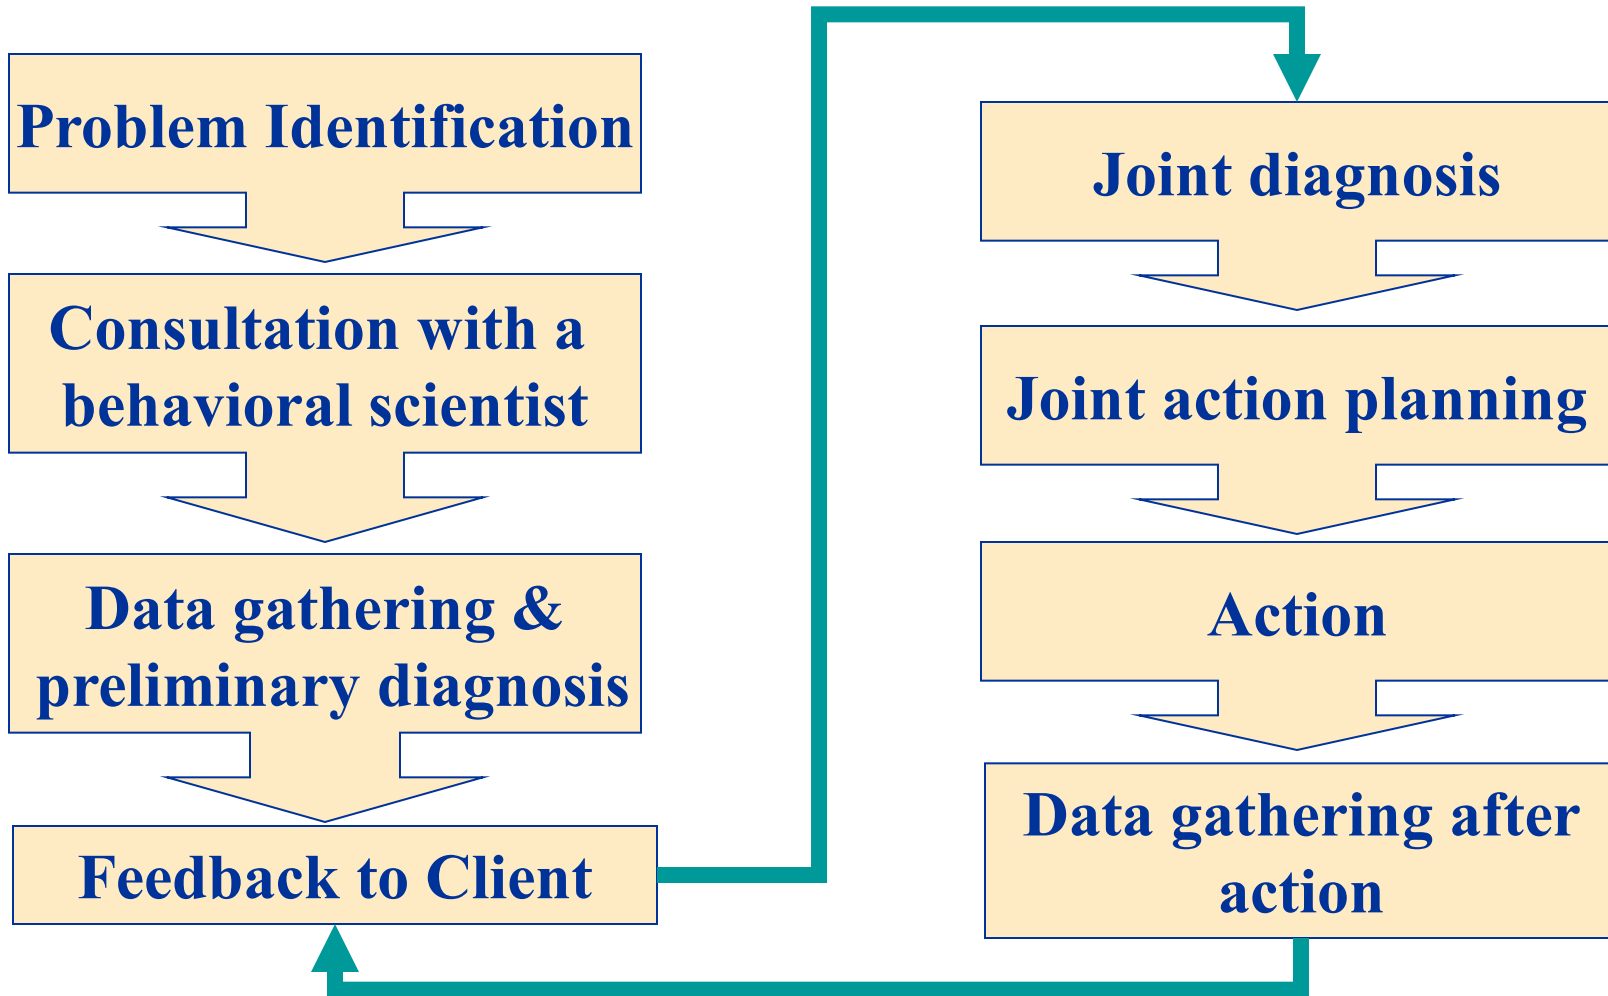 Problem Identification
Consultation with a
behavioral scientist
Data gathering &
preliminary diagnosis
Feedback to Client
Joint diagnosis
Joint action planning
Action
Data gathering after
action